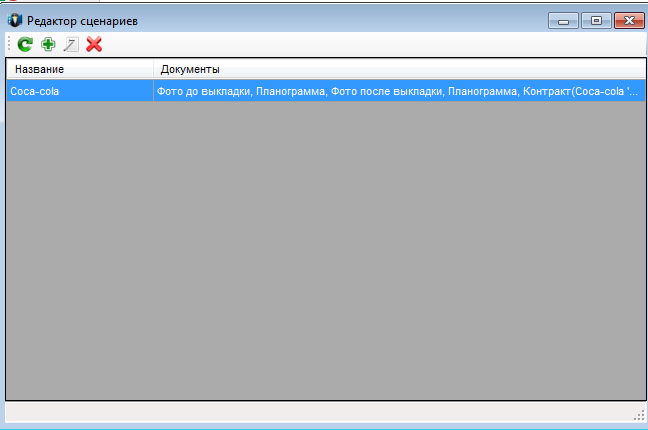 Редактор сценариев
Название Документы
Coca-cola Фото до выкладки, Планограмма, Фото после выкладки, Планограмма, Контракт(Coca-cola '...